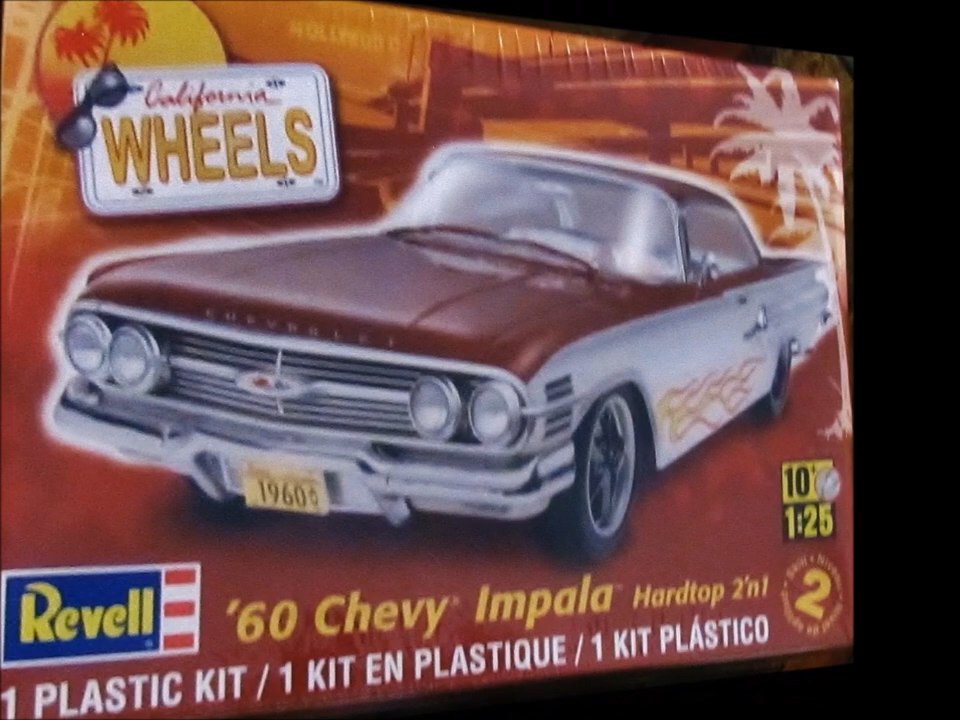 California
WHEELS
CHEVROLET
1960
10+
1:25
2
Revell
'60 Chevy Impala Hardtop 2'n1
1 PLASTIC KIT / 1 KIT EN PLASTIQUE / 1 KIT PLÁSTICO